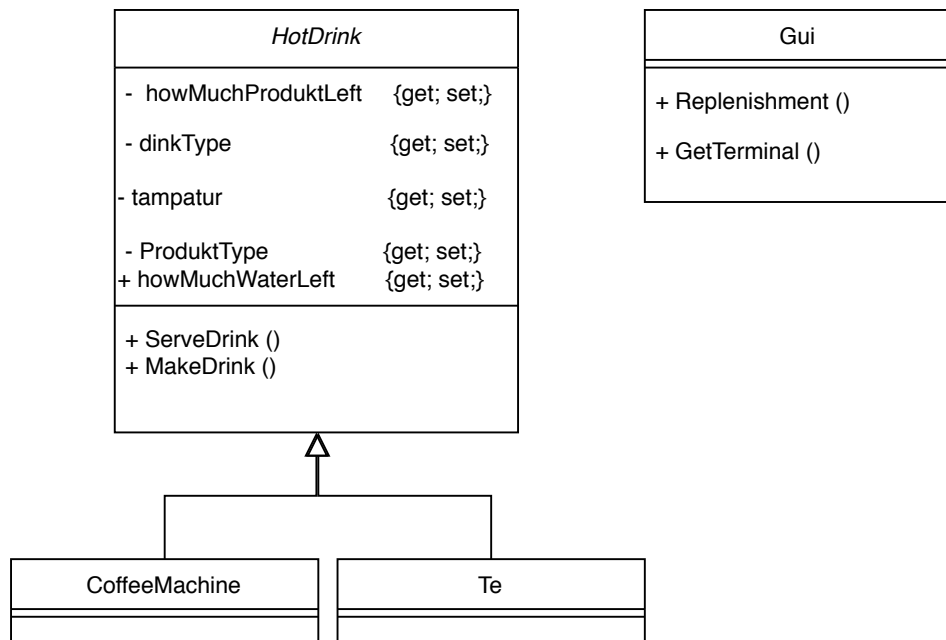 HotDrink
- howMuchProduktLeft {get; set;}
- dinkType {get; set;}
- tampatur {get; set;}
- ProduktType {get; set;}
+ howMuchWaterLeft {get; set;}
+ ServeDrink ()
+ MakeDrink ()
Gui
+ Replenishment ()
+ GetTerminal ()
CoffeeMachine
Te